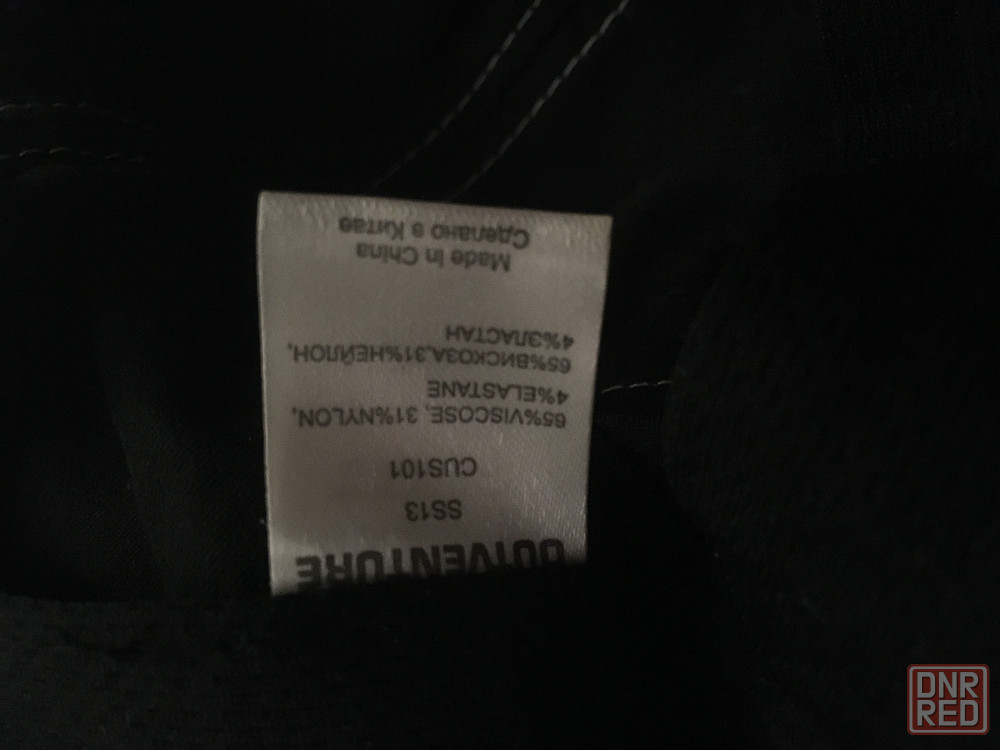 OUTVENTURE
SS13
CUS101
65%VISCOSE, 31%NYLON,
4%ELASTANE
65%ВИСКОЗА,31%НЕЙЛОН,
4%ЭЛАСТАН
Made in China
Сделано в Китае
DNR
RED